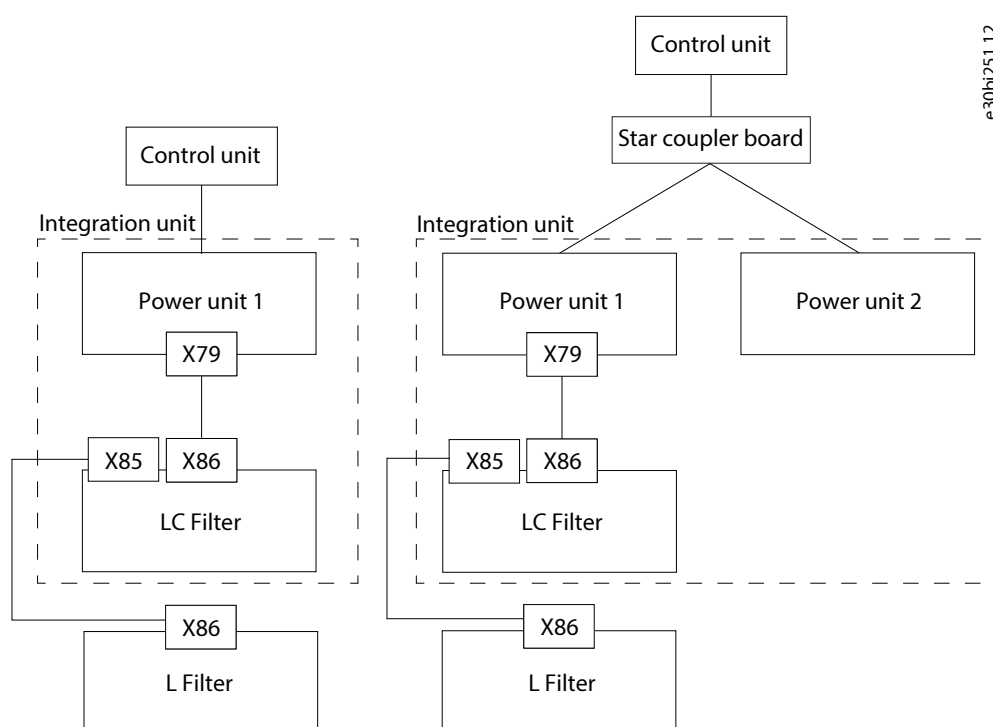 Control unit
Star coupler board
e30bj251.12
Control unit
Integration unit
Integration unit
Power unit 1
Power unit 1
Power unit 2
X79
X79
X85
X86
X85
X86
LC Filter
LC Filter
X86
X86
L Filter
L Filter